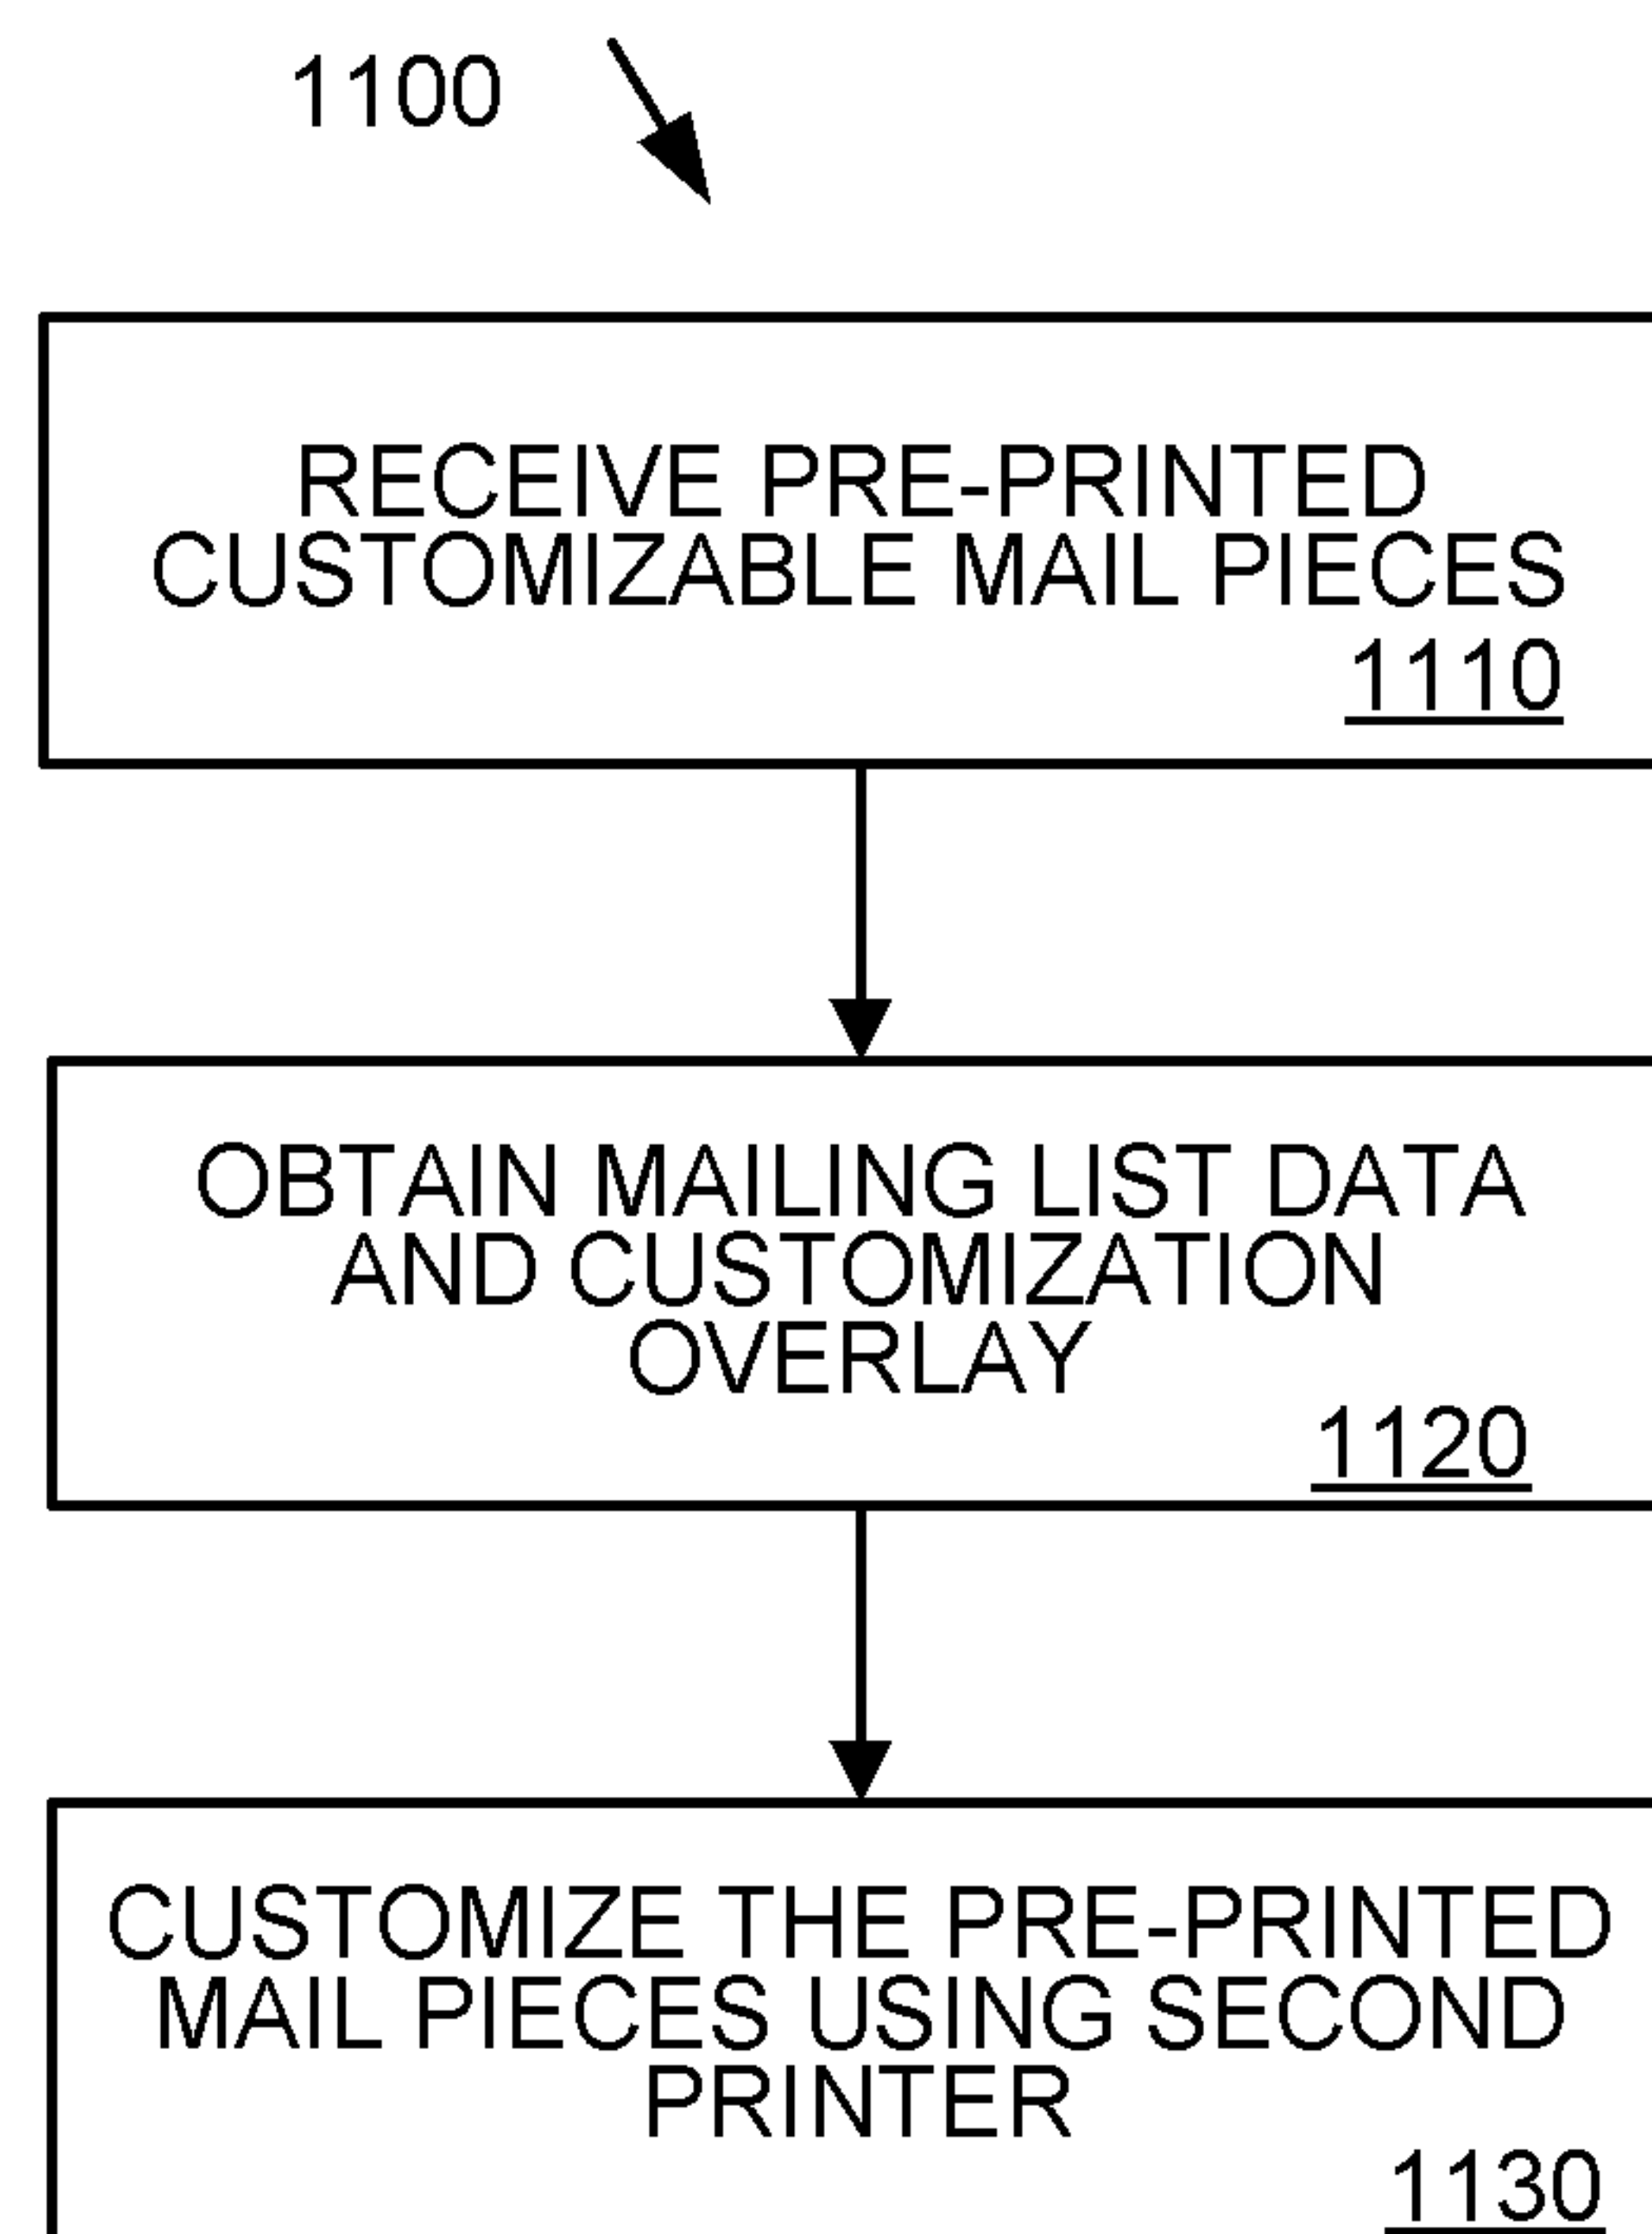 1100
RECEIVE PRE-PRINTED
CUSTOMIZABLE MAIL PIECES
1110
OBTAIN MAILING LIST DATA
AND CUSTOMIZATION
OVERLAY
1120
CUSTOMIZE THE PRE-PRINTED
MAIL PIECES USING SECOND
PRINTER
1130